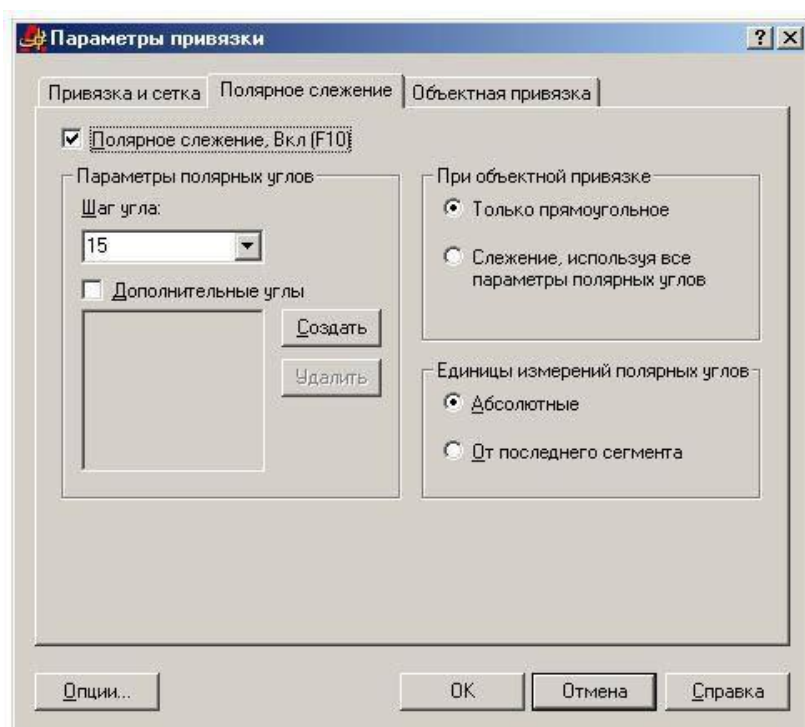 Параметры привязки
Привязка и сетка
Полярное слежение
Объектная привязка
Полярное слежение, Вкл (F10)
Параметры полярных углов
Шаг угла:
15
Дополнительные углы
Создать
Удалить
При объектной привязке
Только прямоугольное
Слежение, используя все
параметры полярных углов
Единицы измерений полярных углов
Абсолютные
От последнего сегмента
Опции...
OK
Отмена
Справка